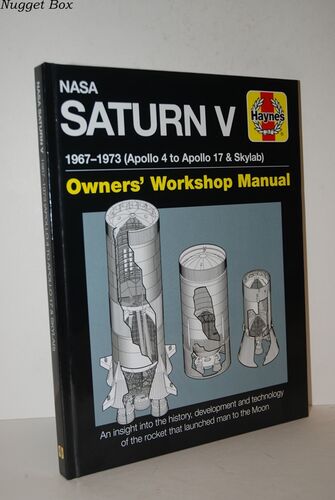 Nugget Box
NASA
SATURN V
Haynes
1967–1973 (Apollo 4 to Apollo 17 & Skylab)
Owners' Workshop Manual
An insight into the history, development and technology
of the rocket that launched man to the Moon